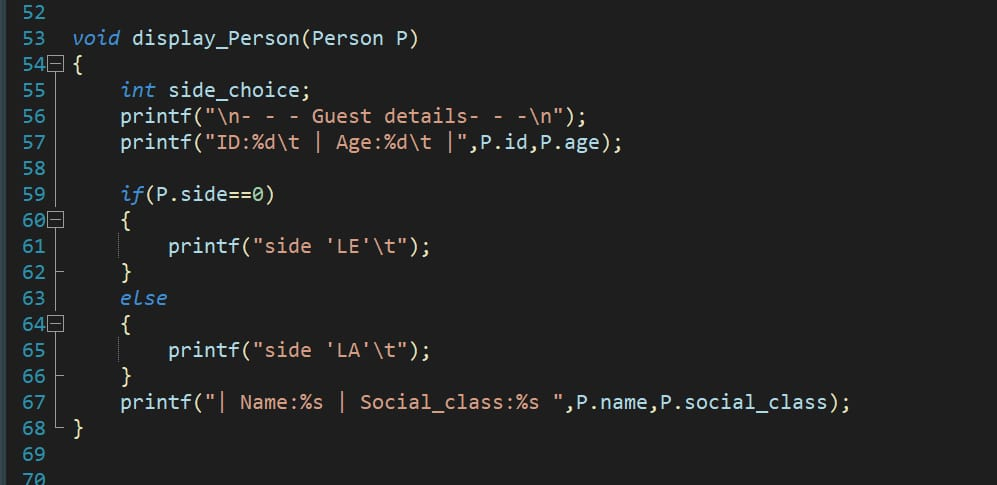 52
53 void display_Person(Person P)
54 {
55 int side_choice;
56 printf("\n- - - Guest details- - -\n");
57 printf("ID:%d\t | Age:%d\t |",P.id,P.age);
58
59 if(P.side==0)
60 {
61 printf("side 'LE'\t");
62 }
63 else
64 {
65 printf("side 'LA'\t");
66 }
67 printf("| Name:%s | Social_class:%s ",P.name,P.social_class);
68 }
69
70